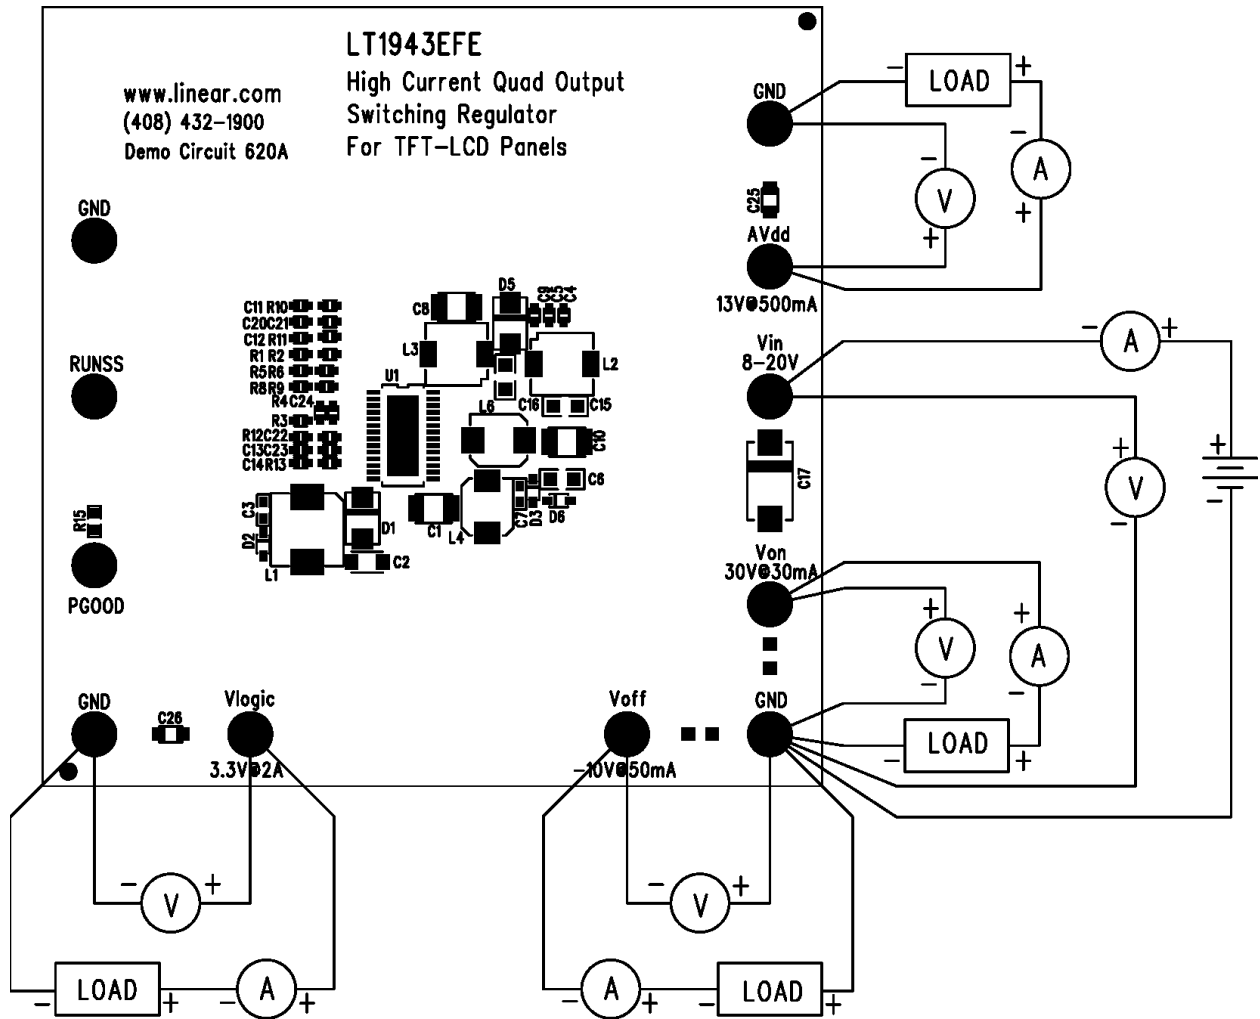 LT1943EFE
High Current Quad Output
Switching Regulator
For TFT-LCD Panels
www.linear.com
(408) 432-1900
Demo Circuit 620A
GND
- LOAD +
- A +
- V +
C25
AVdd
13V@500mA
GND
RUNSS
R15
PGOOD
C11 R10
C20C21
C12 R11
R1 R2
R5R6
R8R9
R4C24
R3
R12C22
C13C23
C14R13
C8
D5
C9
C5
C4
L3
L2
U1
C16
C15
L6
C10
C6
C7
D3
D6
L4
C1
C3
D2
L1
D1
C2
Vin
8-20V
- A +
+ V -
+ -
C17
Von
30V@30mA
+ V -
+ A -
GND
- LOAD +
GND
C26
Vlogic
3.3V@2A
- V +
- LOAD + - A +
Voff
-10V@50mA
- V +
- A + - LOAD +